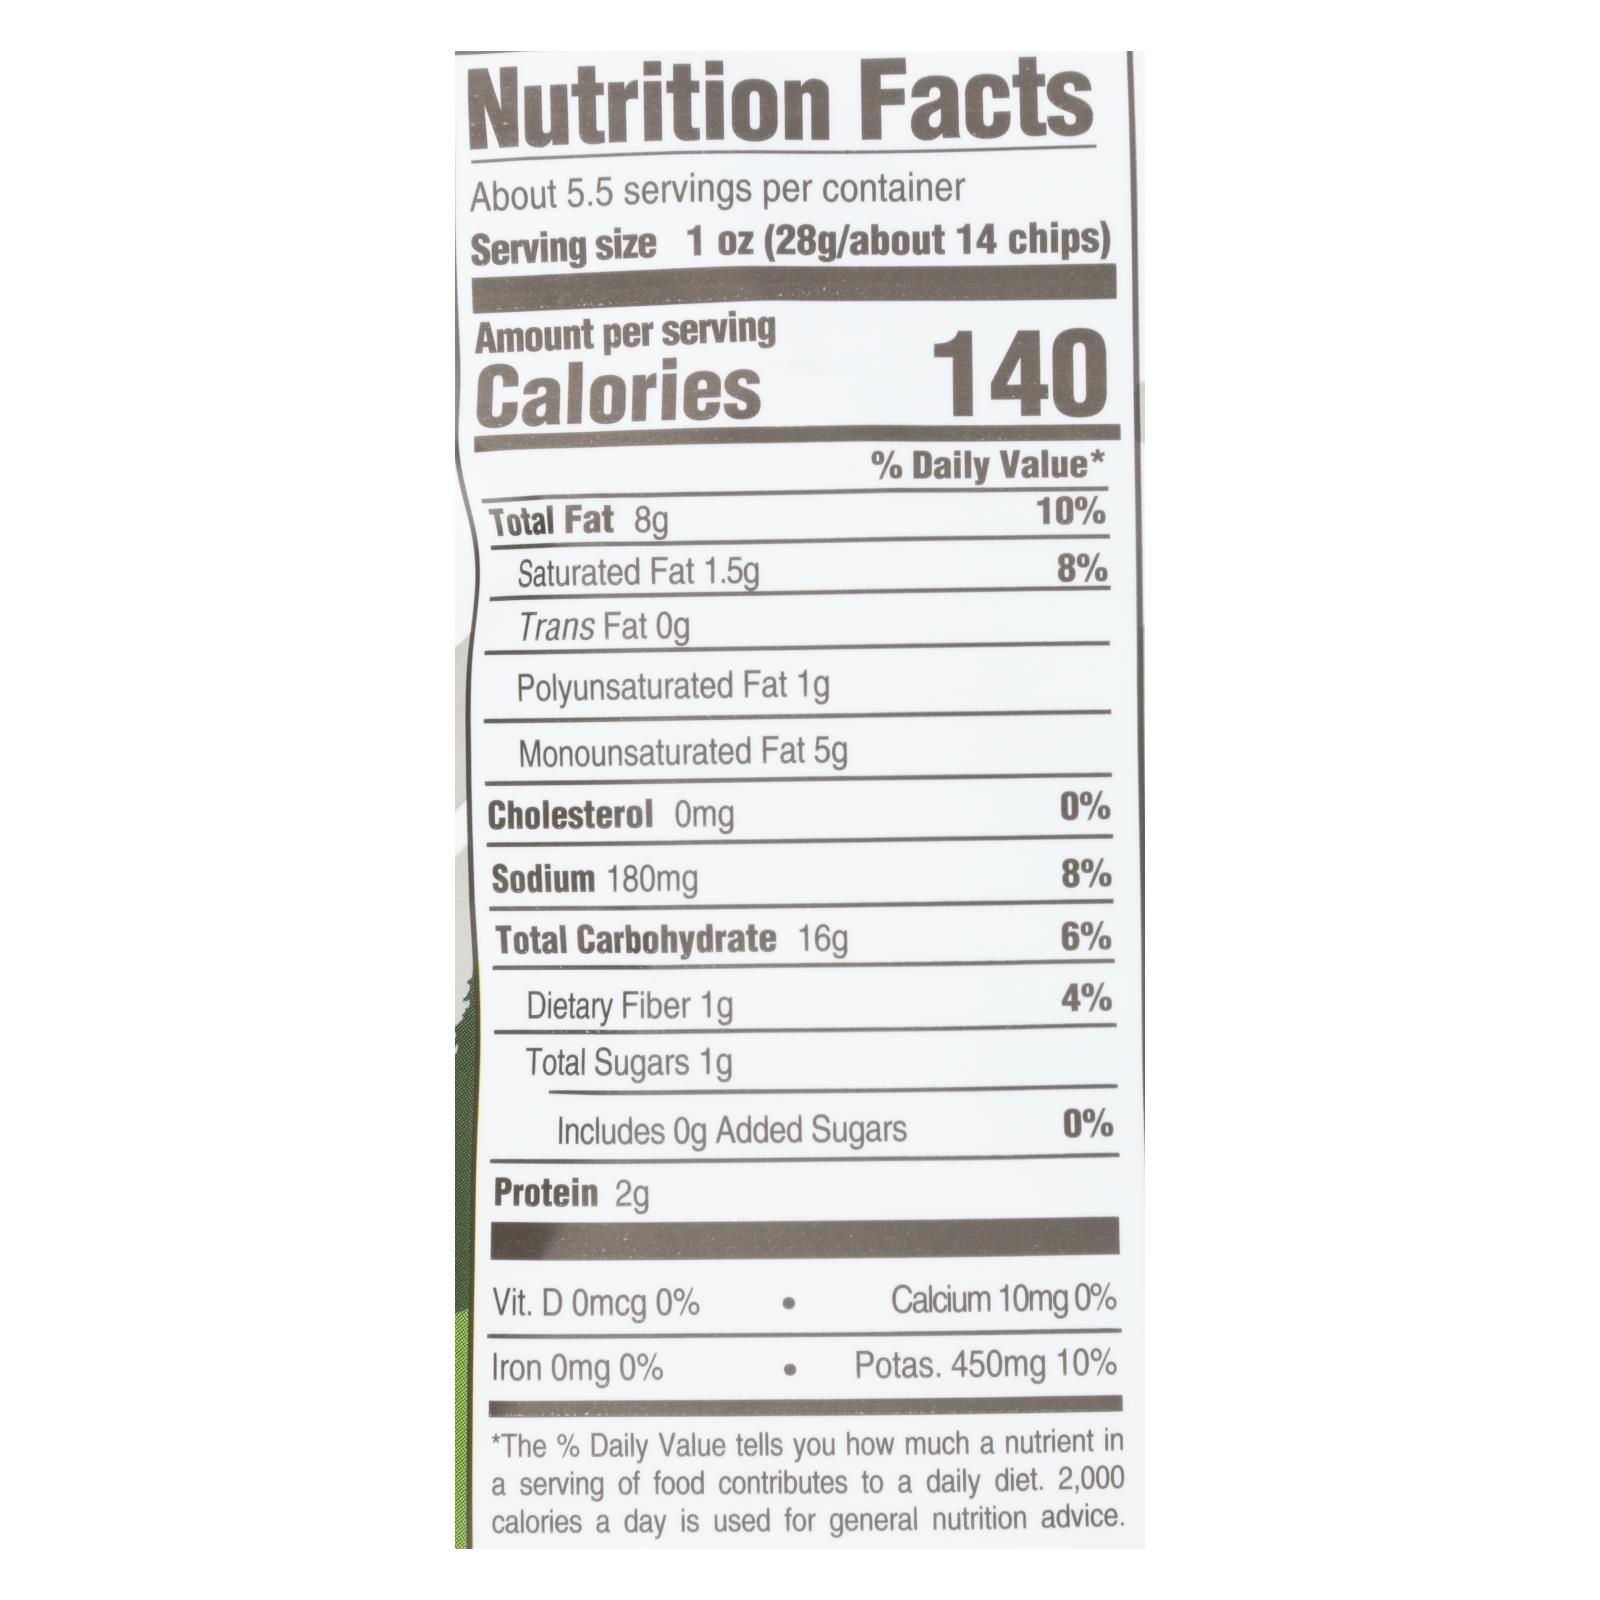 Nutrition Facts
About 5.5 servings per container
Serving size 1 oz (28g/about 14 chips)
Amount per serving
Calories 140
% Daily Value*
Total Fat 8g 10%
Saturated Fat 1.5g 8%
Trans Fat 0g
Polyunsaturated Fat 1g
Monounsaturated Fat 5g
Cholesterol 0mg 0%
Sodium 180mg 8%
Total Carbohydrate 16g 6%
Dietary Fiber 1g 4%
Total Sugars 1g
Includes 0g Added Sugars 0%
Protein 2g
Vit. D 0mcg 0% • Calcium 10mg 0%
Iron 0mg 0% • Potas. 450mg 10%
*The % Daily Value tells you how much a nutrient in
a serving of food contributes to a daily diet. 2,000
calories a day is used for general nutrition advice.